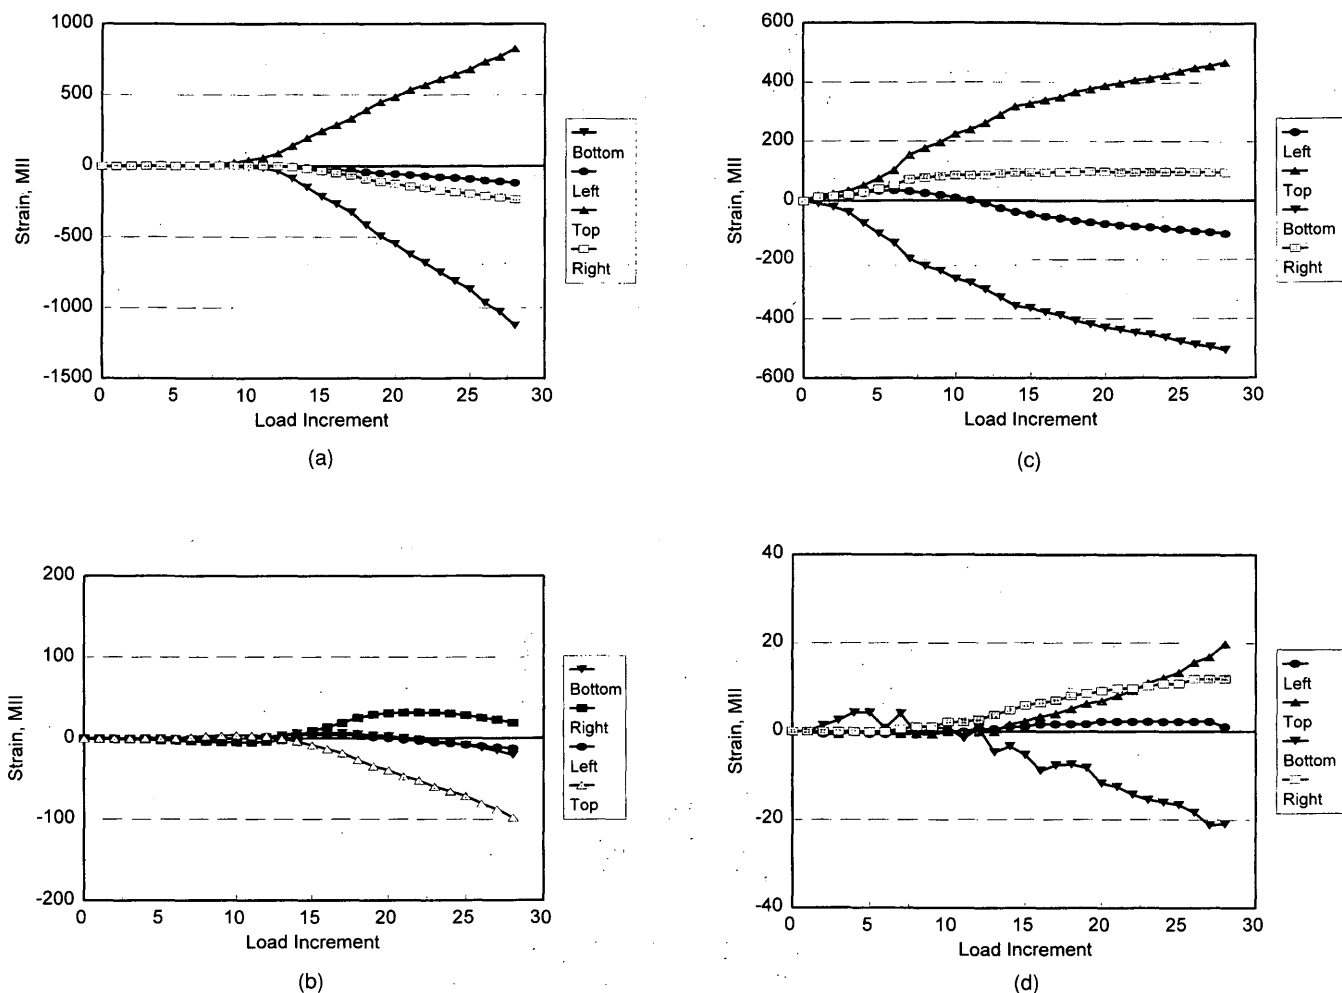 1000
500
0
-500
-1000
-1500
Strain, MII
0 5 10 15 20 25 30
Load Increment
Bottom
Left
Top
Right
(a)
600
400
200
0
-200
-400
-600
Strain, MII
0 5 10 15 20 25 30
Load Increment
Left
Top
Bottom
Right
(c)
200
100
0
-100
-200
Strain, MII
0 5 10 15 20 25 30
Load Increment
Bottom
Right
Left
Top
(b)
40
20
0
-20
-40
Strain, MII
0 5 10 15 20 25 30
Load Increment
Left
Top
Bottom
Right
(d)